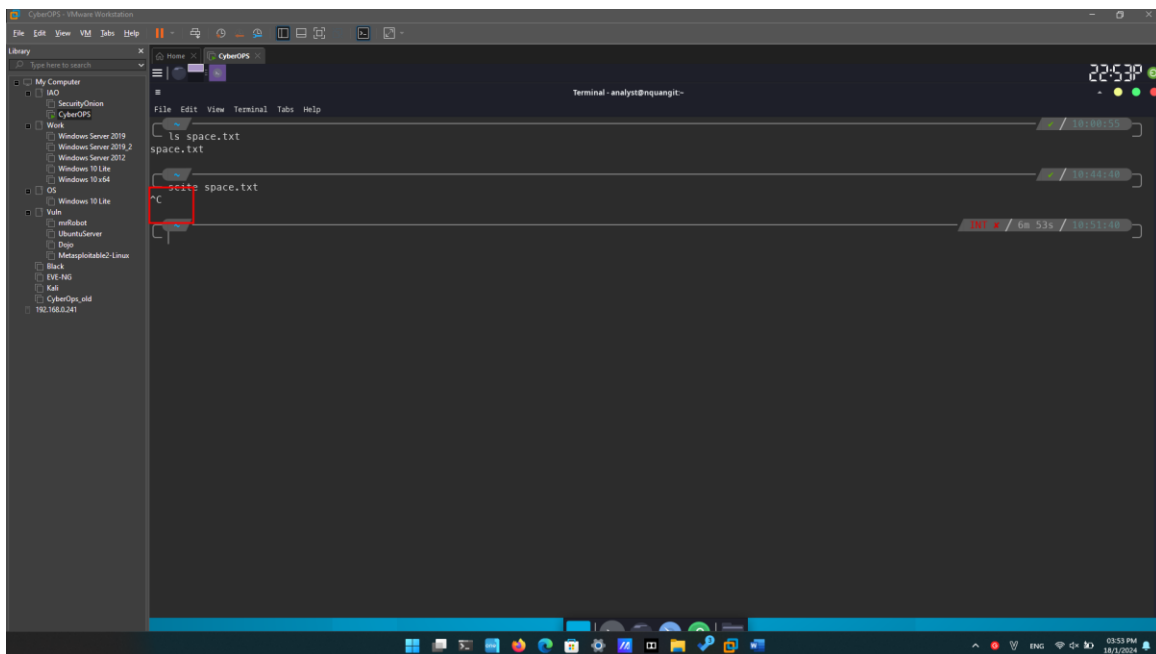 CyberOPS - VMware Workstation
File Edit View VM Tabs Help
Library
Type here to search
My Computer
IAO
SecurityOnion
CyberOPS
Work
Windows Server 2019
Windows Server 2019_2
Windows Server 2012
Windows 10 Lite
Windows 10 x64
OS
Windows 10 Lite
Vuln
mrRobot
UbuntuServer
Dojo
Metasploitable2-Linux
Black
EVE-NG
Kali
CyberOps_old
192.168.0.241
Home CyberOPS
22:53P
Terminal - analyst@nquangit:~
File Edit View Terminal Tabs Help
~ ✓ / 10:00:55
ls space.txt
space.txt
~ ✓ / 10:44:40
scite space.txt
^C
~ INT ✘ / 6m 53s / 10:51:40
ENG 03:53 PM
18/1/2024